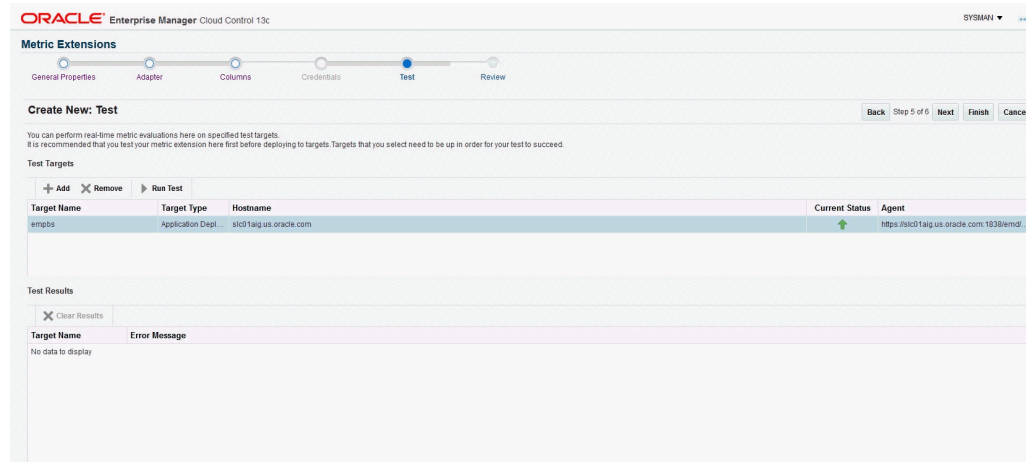 ORACLE® Enterprise Manager Cloud Control 13c
SYSMAN
Metric Extensions
General Properties Adapter Columns Credentials Test Review
Create New: Test
Back Step 5 of 6 Next Finish Cance
You can perform real-time metric evaluations here on specified test targets.
It is recommended that you test your metric extension here first before deploying to targets.Targets that you select need to be up in order for your test to succeed.
Test Targets
Add Remove Run Test
Target Name Target Type Hostname Current Status Agent
empbs Application Depl... slc01aig.us.oracle.com https://slc01aig.us.oracle.com:1838/emd/...
Test Results
Clear Results
Target Name Error Message
No data to display